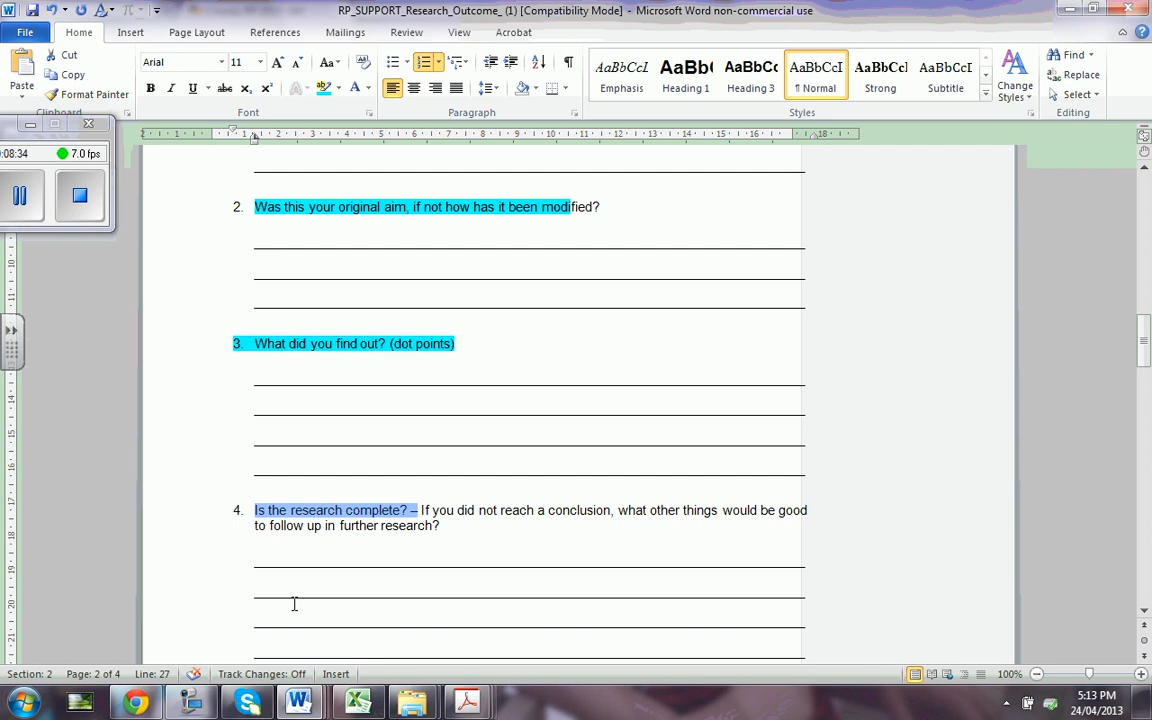 RP_SUPPORT_Research_Outcome_ (1) [Compatibility Mode] - Microsoft Word non-commercial use
File Home Insert Page Layout References Mailings Review View Acrobat
Paste
Cut
Copy
Format Painter
Clipboard
Arial 11
Font
Paragraph
AaBbCcI AaBb( AaBbCc AaBbCcI AaBbCcl AaBbCcI
Emphasis Heading 1 Heading 3 ¶ Normal Strong Subtitle
Change
Styles
Styles
Find
Replace
Select
Editing
:08:34 7.0 fps
2. Was this your original aim, if not how has it been modified?
3. What did you find out? (dot points)
4. Is the research complete? – If you did not reach a conclusion, what other things would be good
to follow up in further research?
Section: 2 Page: 2 of 4 Line: 27 Track Changes: Off Insert 100%
5:13 PM
24/04/2013